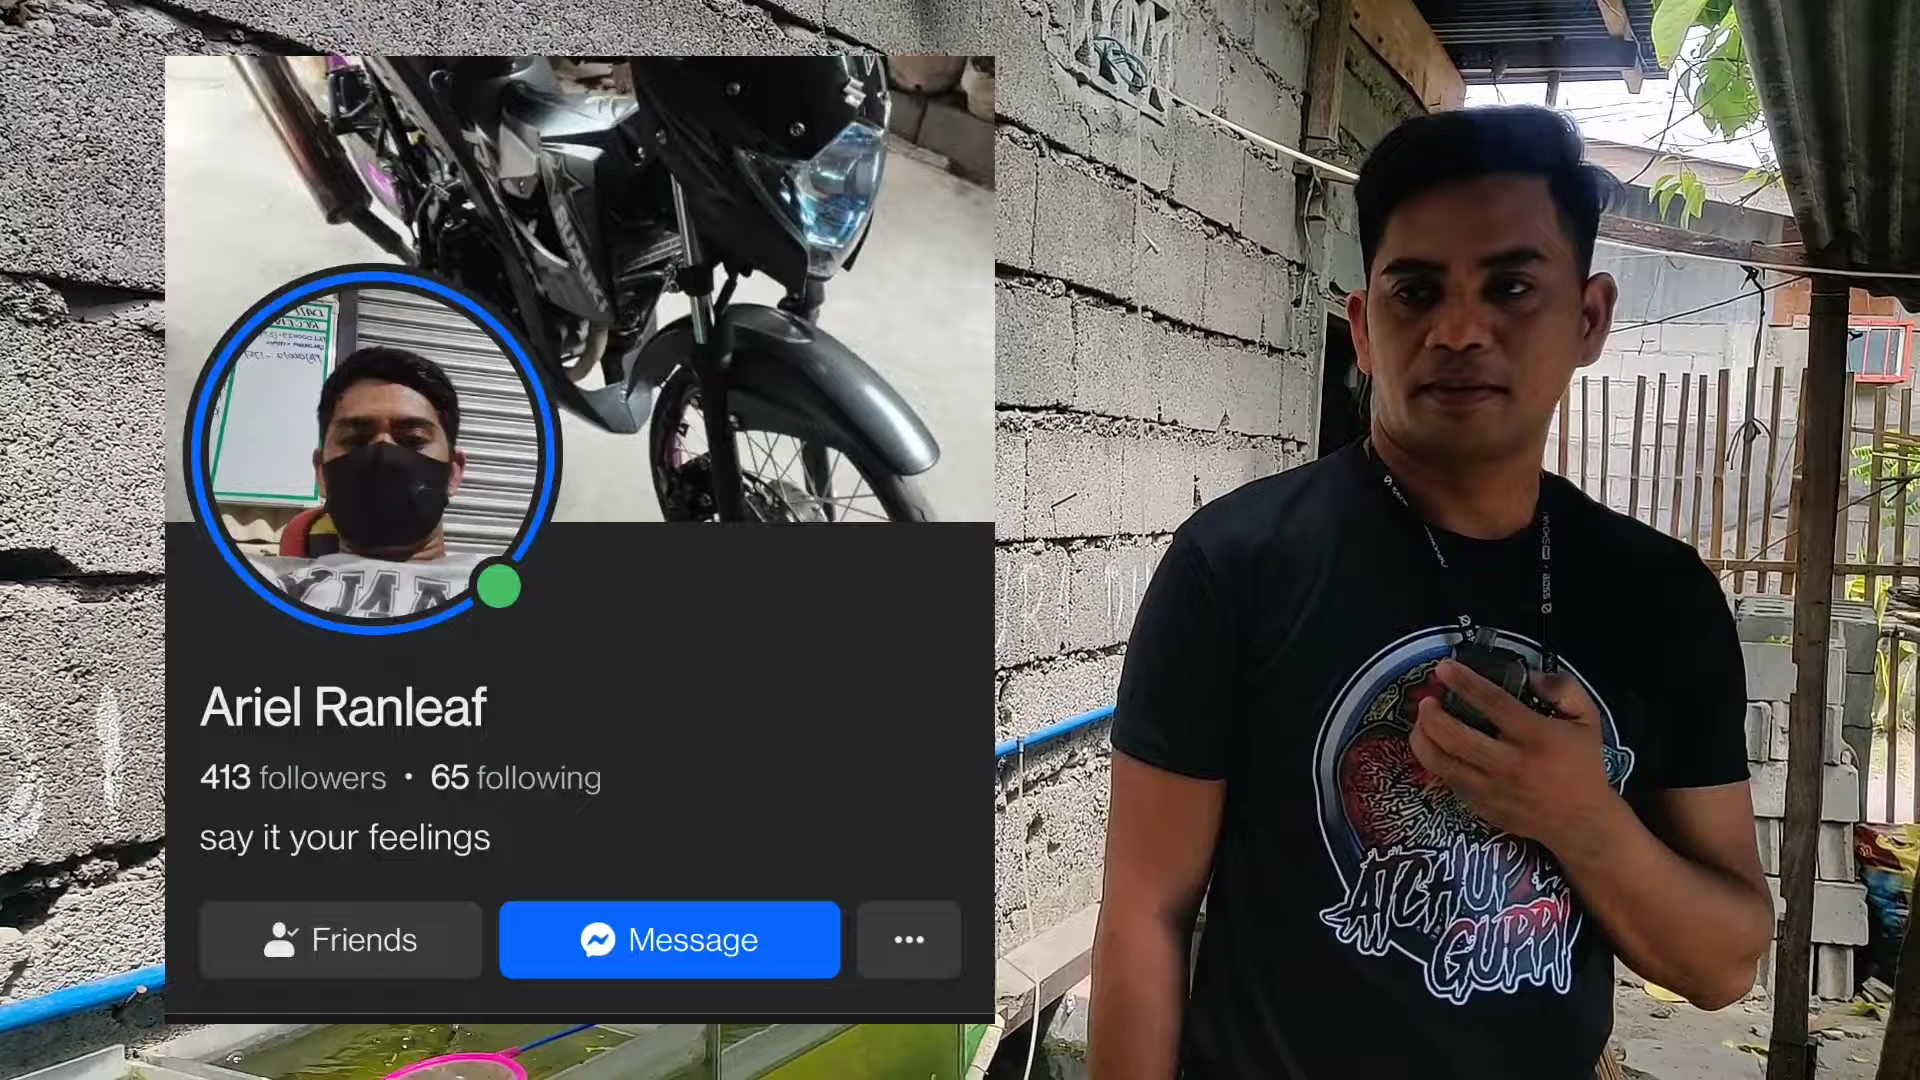 SUZUKI
Ariel Ranleaf
413 followers • 65 following
say it your feelings
Friends
Message
ATCHUP
GUPPY